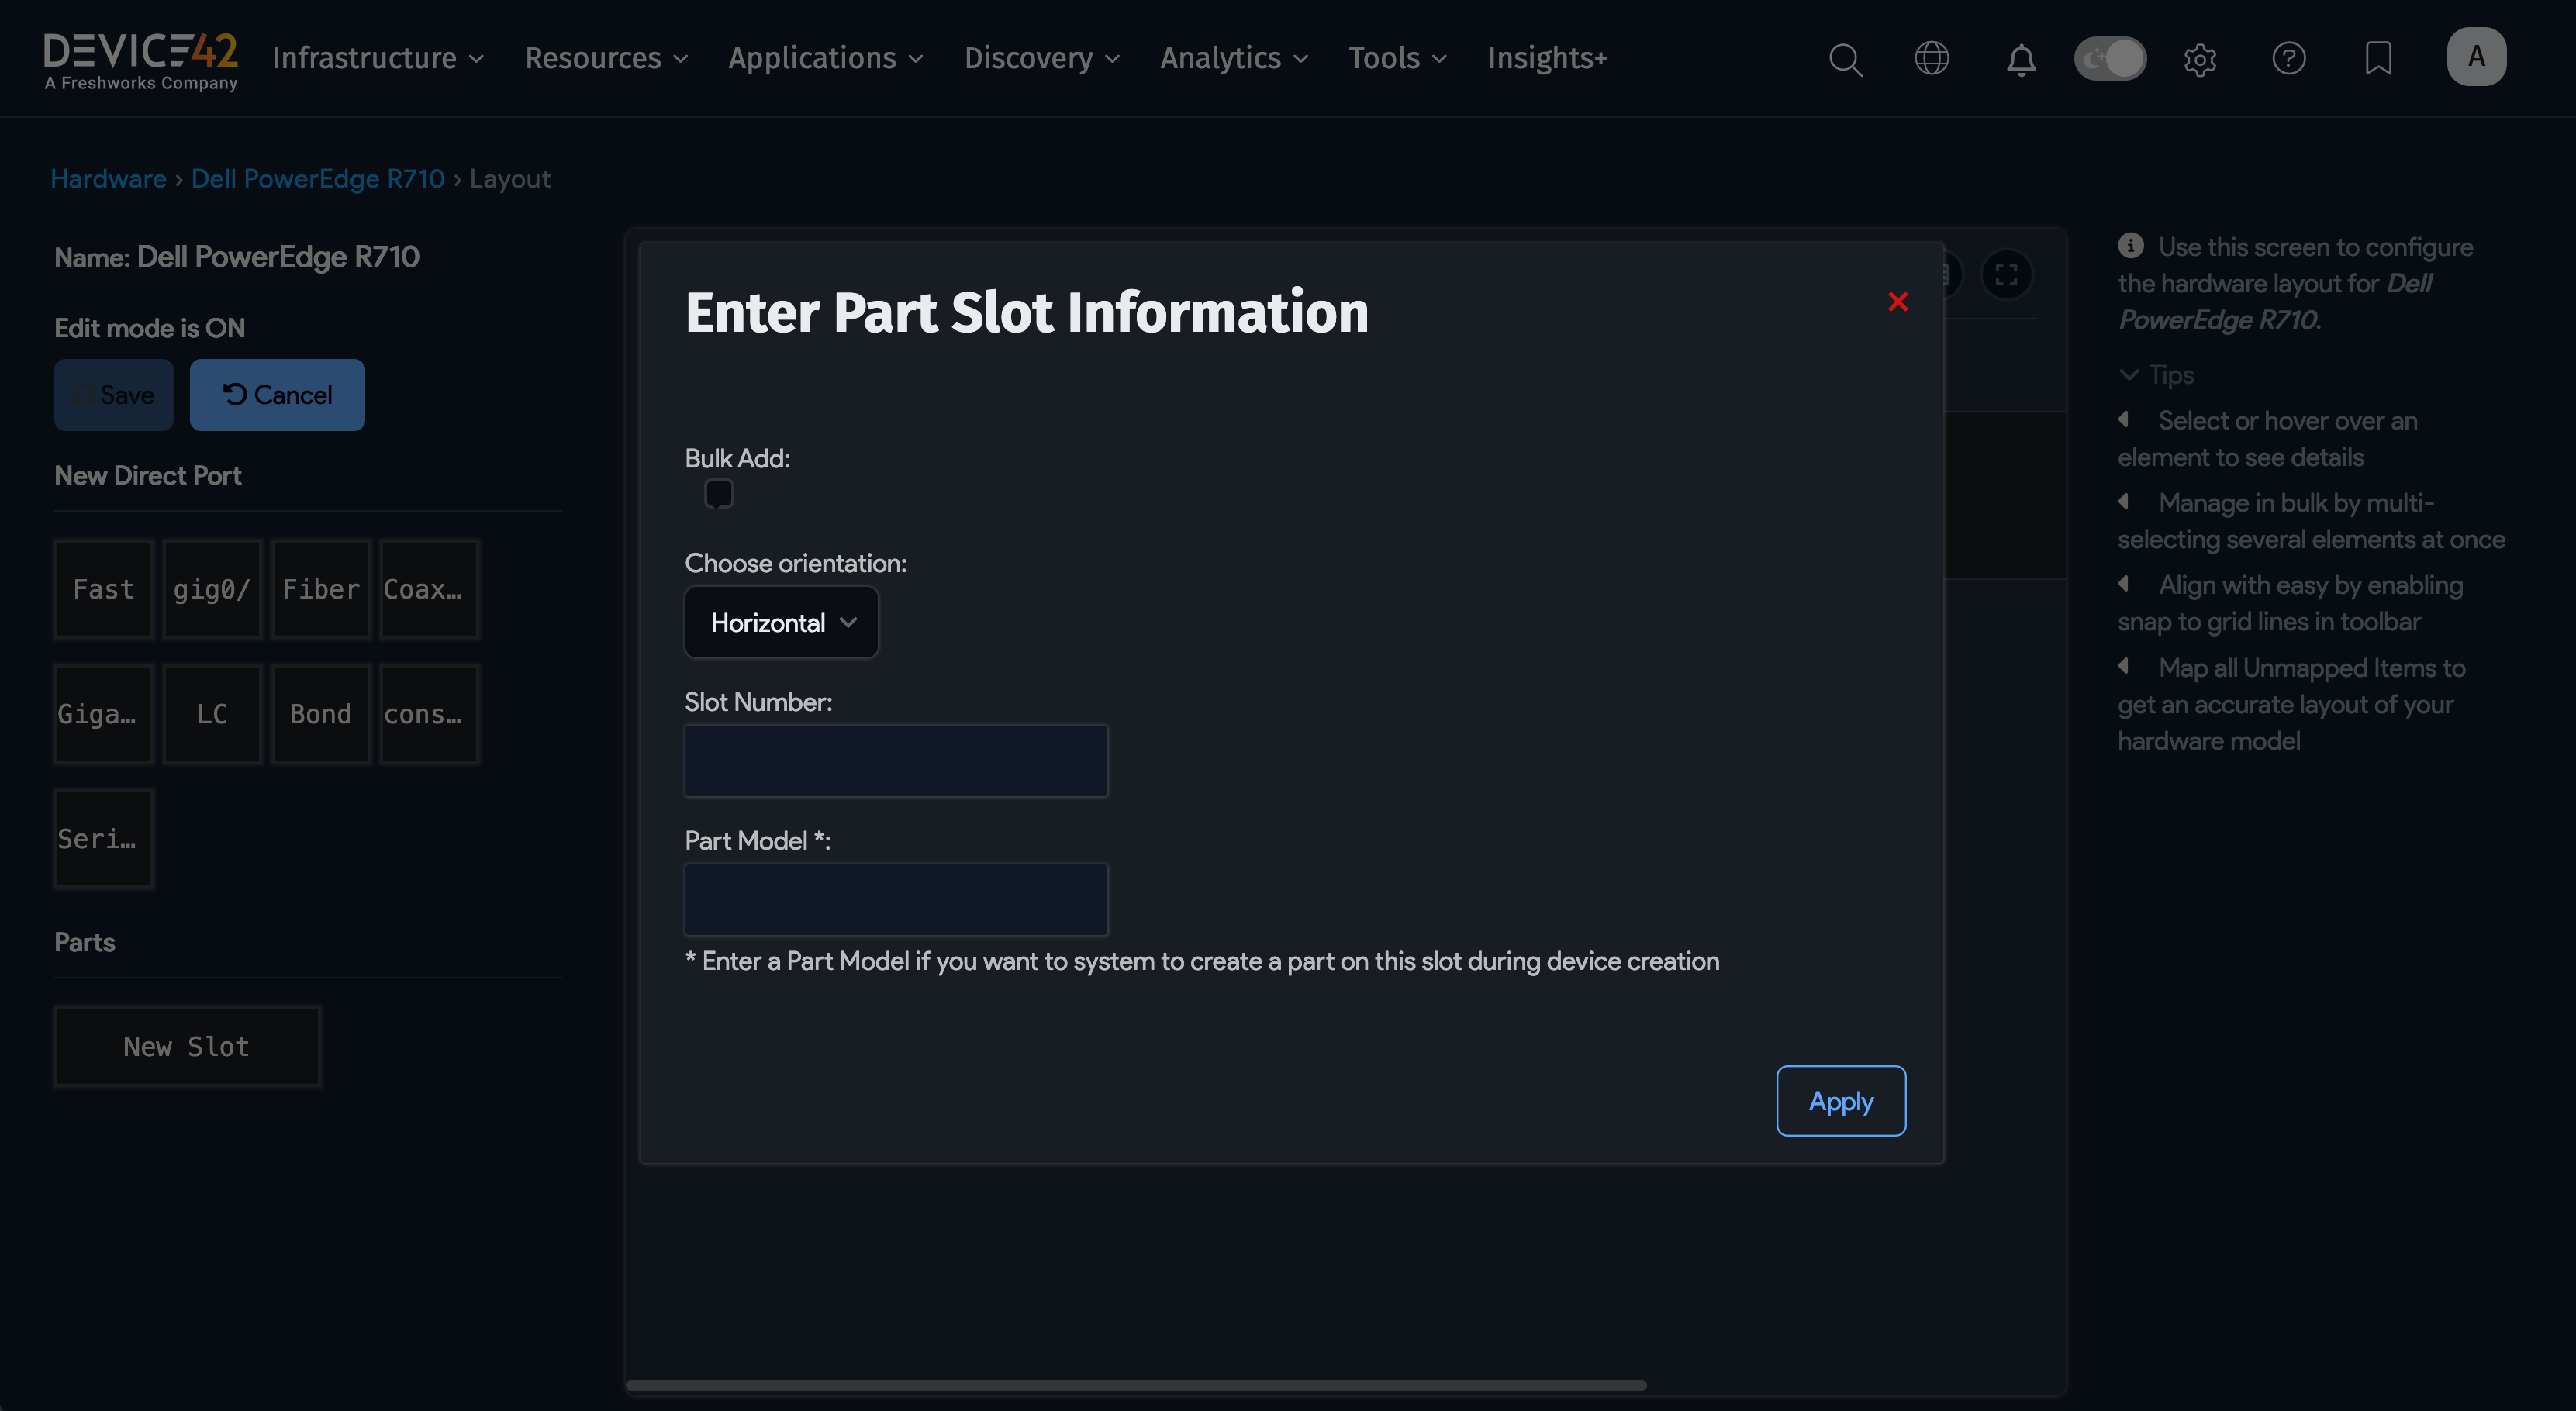 DEVICE42
A Freshworks Company
Infrastructure
Resources
Applications
Discovery
Analytics
Tools
Insights+
A
Hardware › Dell PowerEdge R710 › Layout
Name: Dell PowerEdge R710
Edit mode is ON
Save
Cancel
New Direct Port
Fast
gig0/
Fiber
Coax…
Giga…
LC
Bond
cons…
Seri…
Parts
New Slot
Enter Part Slot Information
Bulk Add:
Choose orientation:
Horizontal
Slot Number:
Part Model *:
* Enter a Part Model if you want to system to create a part on this slot during device creation
Apply
Use this screen to configure
the hardware layout for Dell
PowerEdge R710.
Tips
Select or hover over an
element to see details
Manage in bulk by multi-
selecting several elements at once
Align with easy by enabling
snap to grid lines in toolbar
Map all Unmapped Items to
get an accurate layout of your
hardware model